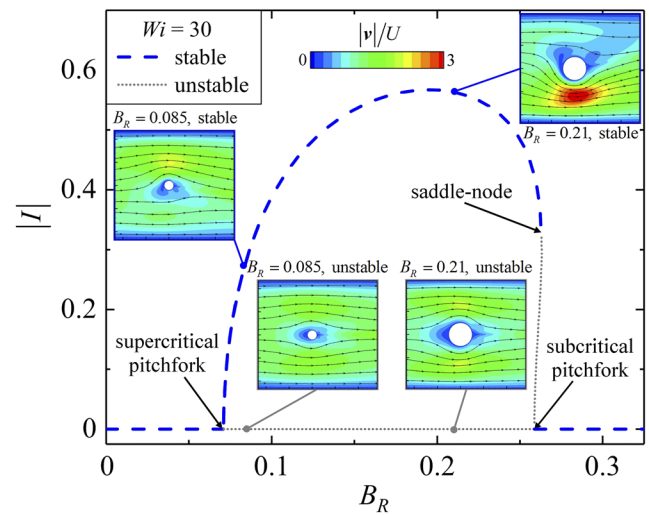 Wi = 30
stable
unstable
|v|/U
0
3
B_R = 0.085, stable
B_R = 0.21, stable
saddle-node
B_R = 0.085, unstable
B_R = 0.21, unstable
supercritical
pitchfork
subcritical
pitchfork
|I|
0.6
0.4
0.2
0
0
0.1
0.2
0.3
B_R